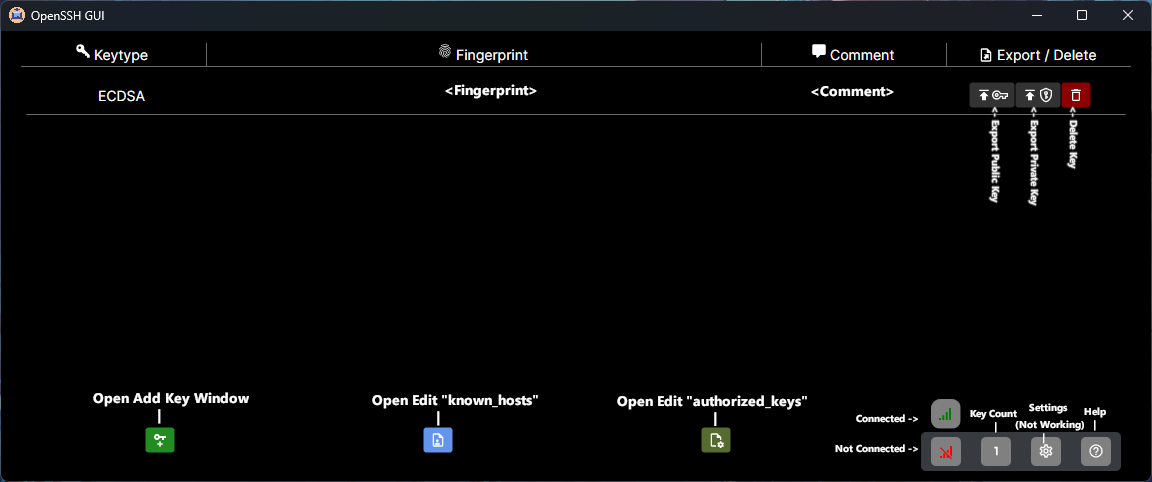 OpenSSH GUI
Keytype
Fingerprint
Comment
Export / Delete
ECDSA
<Fingerprint>
<Comment>
<- Export Public Key
<- Export Private Key
<- Delete Key
Open Add Key Window
Open Edit "known_hosts"
Open Edit "authorized_keys"
Connected ->
Key Count
Settings
(Not Working)
Help
Not Connected ->
1